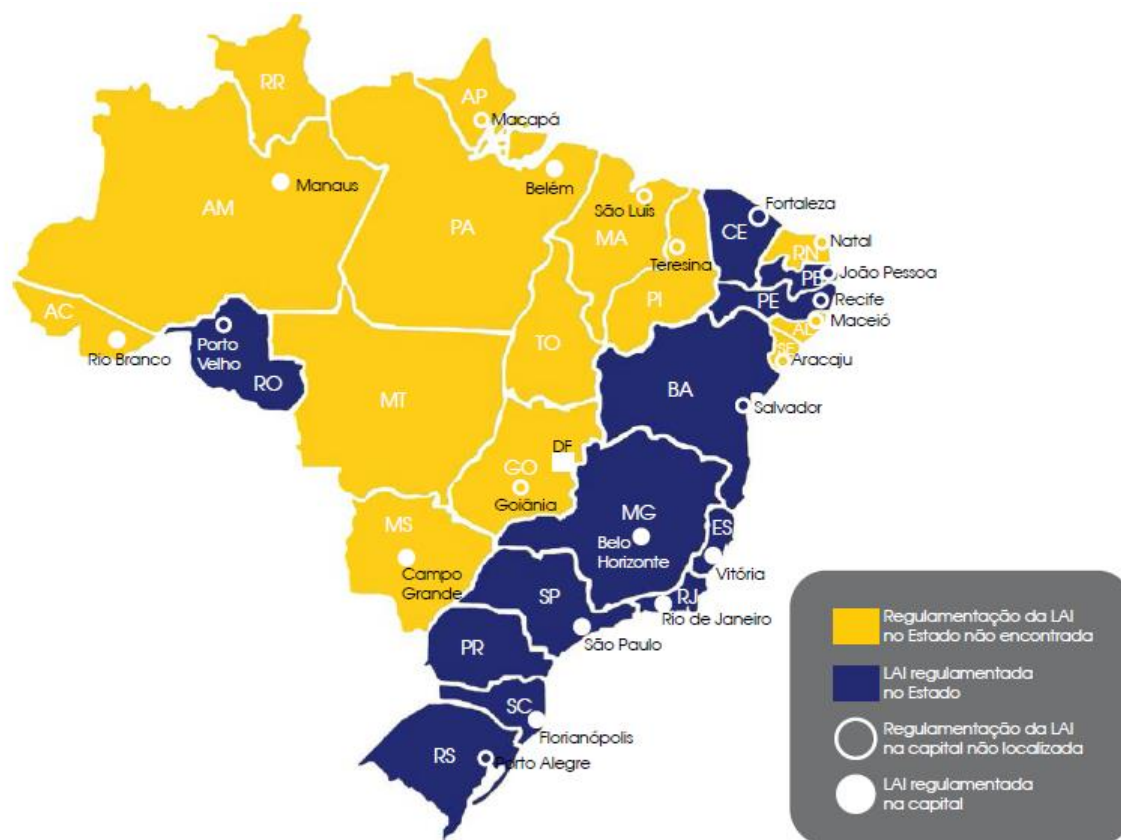 RR
AP
Macapá
Manaus
Belém
AM
PA
São Luis
MA
Teresina
PI
CE
Fortaleza
RN
Natal
PB
João Pessoa
PE
Recife
AL
Maceió
SE
Aracaju
AC
Rio Branco
Porto
Velho
RO
TO
MT
BA
Salvador
DF
GO
Goiânia
MS
Campo
Grande
MG
Belo
Horizonte
ES
Vitória
RJ
Rio de Janeiro
SP
São Paulo
PR
SC
Florianópolis
RS
Porto Alegre
Regulamentação da LAI
no Estado não encontrada
LAI regulamentada
no Estado
Regulamentação da LAI
na capital não localizada
LAI regulamentada
na capital